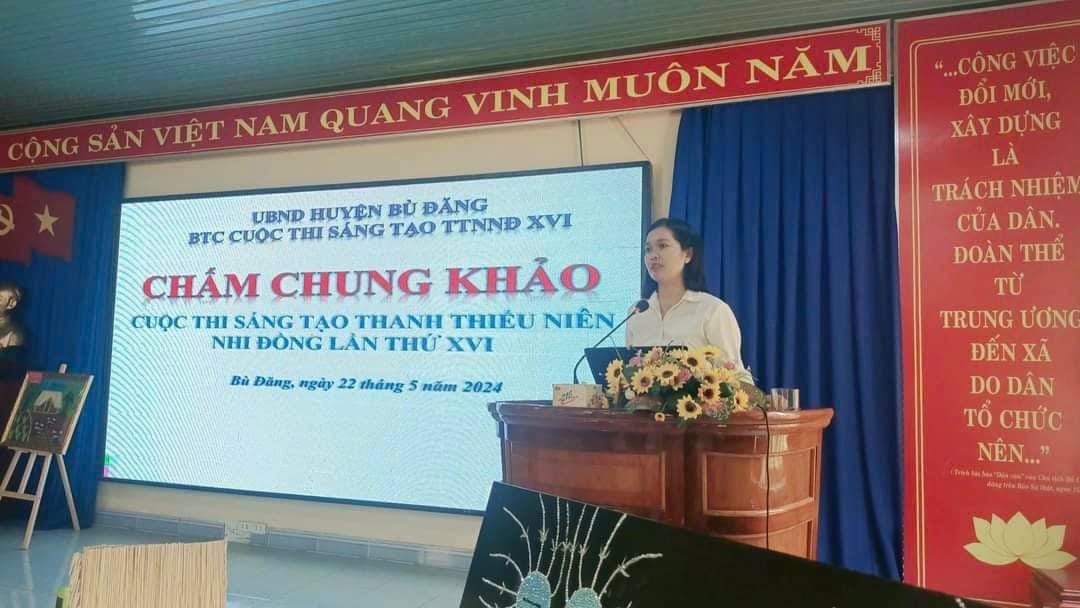 CỘNG SẢN VIỆT NAM QUANG VINH MUÔN NĂM
UBND HUYỆN BÙ ĐĂNG
BTC CUỘC THI SÁNG TẠO TTNNĐ XVI
CHẤM CHUNG KHẢO
CUỘC THI SÁNG TẠO THANH THIẾU NIÊN
NHI ĐỒNG LẦN THỨ XVI
Bù Đăng, ngày 22 tháng 5 năm 2024
“...CÔNG VIỆC
ĐỔI MỚI,
XÂY DỰNG
LÀ
TRÁCH NHIỆM
CỦA DÂN.
ĐOÀN THỂ
TỪ
TRUNG ƯƠNG
ĐẾN XÃ
DO DÂN
TỔ CHỨC
NÊN...”